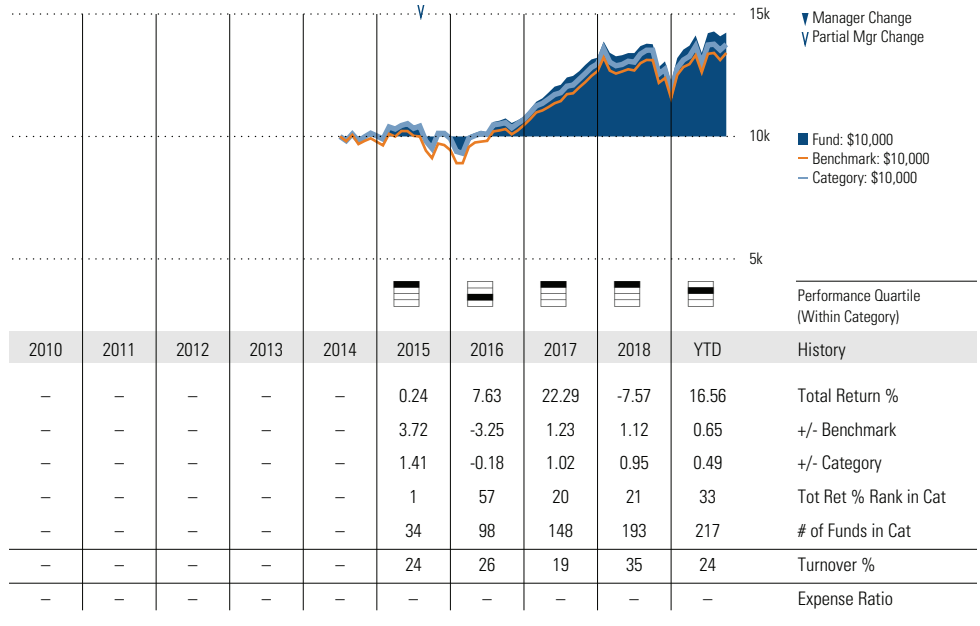 15k
▼ Manager Change
V Partial Mgr Change
10k
Fund: $10,000
Benchmark: $10,000
Category: $10,000
5k
Performance Quartile
(Within Category)
2010 2011 2012 2013 2014 2015 2016 2017 2018 YTD History
– – – – – 0.24 7.63 22.29 -7.57 16.56 Total Return %
– – – – – 3.72 -3.25 1.23 1.12 0.65 +/- Benchmark
– – – – – 1.41 -0.18 1.02 0.95 0.49 +/- Category
– – – – – 1 57 20 21 33 Tot Ret % Rank in Cat
– – – – – 34 98 148 193 217 # of Funds in Cat
– – – – – 24 26 19 35 24 Turnover %
– – – – – – – – – – Expense Ratio